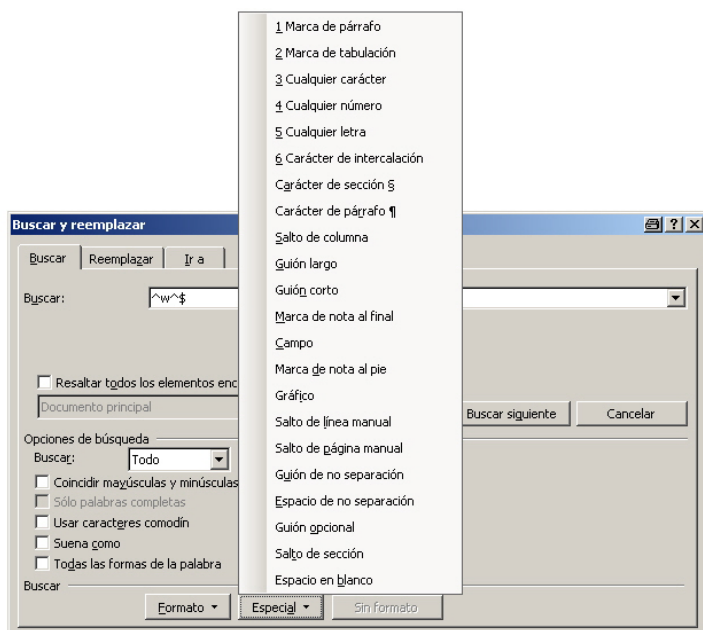 1 Marca de párrafo
2 Marca de tabulación
3 Cualquier carácter
4 Cualquier número
5 Cualquier letra
6 Carácter de intercalación
Carácter de sección §
Carácter de párrafo ¶
Salto de columna
Guión largo
Guión corto
Marca de nota al final
Campo
Marca de nota al pie
Gráfico
Salto de línea manual
Salto de página manual
Guión de no separación
Espacio de no separación
Guión opcional
Salto de sección
Espacio en blanco
Buscar y reemplazar
Buscar Reemplazar Ir a
Buscar: ^w^$
Resaltar todos los elementos enc
Documento principal
Buscar siguiente Cancelar
Opciones de búsqueda
Buscar: Todo
Coincidir mayúsculas y minúsculas
Sólo palabras completas
Usar caracteres comodín
Suena como
Todas las formas de la palabra
Buscar
Formato Especial Sin formato